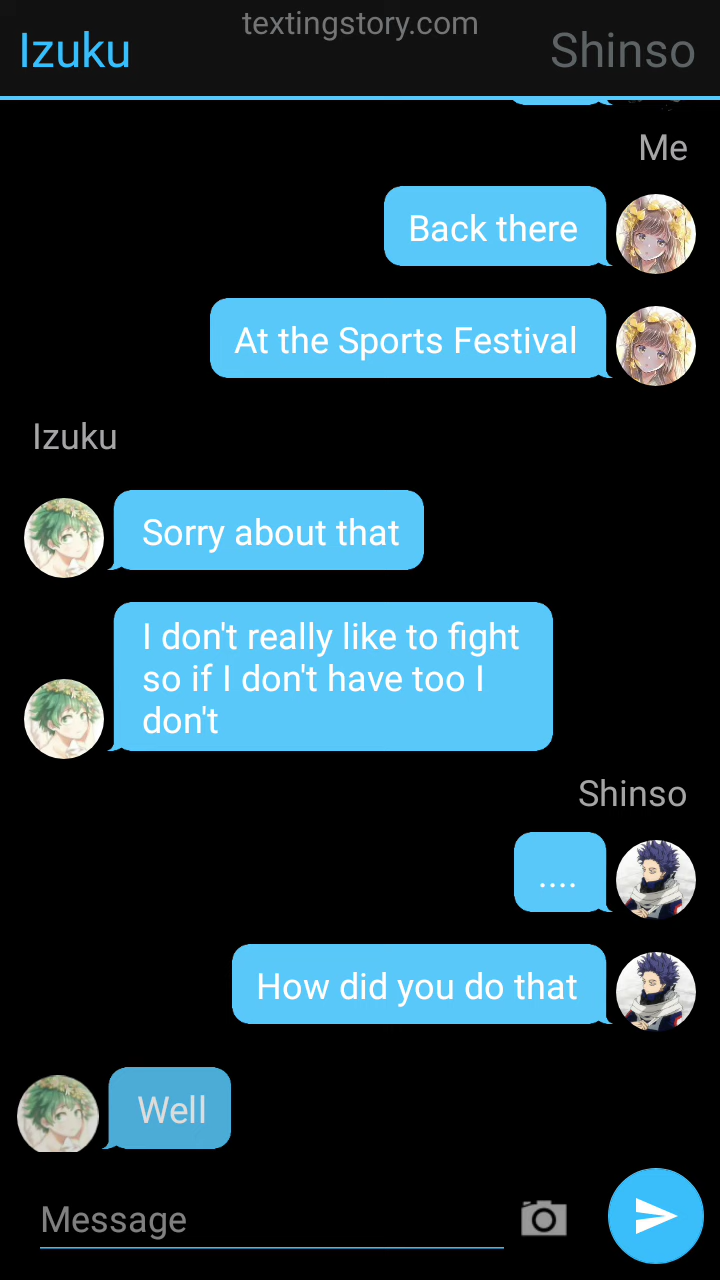 textingstory.com
Izuku
Shinso
Me
Back there
At the Sports Festival
Izuku
Sorry about that
I don't really like to fight
so if I don't have too I
don't
Shinso
....
How did you do that
Well
Message